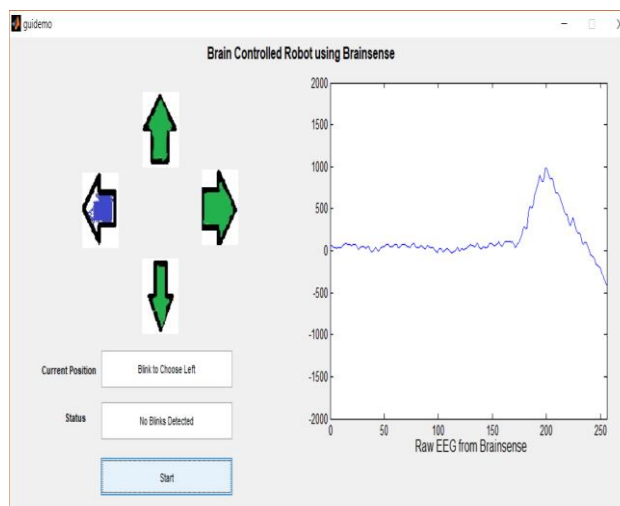 guidemo
Brain Controlled Robot using Brainsense
Current Position
Blink to Choose Left
Status
No Blinks Detected
Start
2000
1500
1000
500
0
-500
-1000
-1500
-2000
0 50 100 150 200 250
Raw EEG from Brainsense